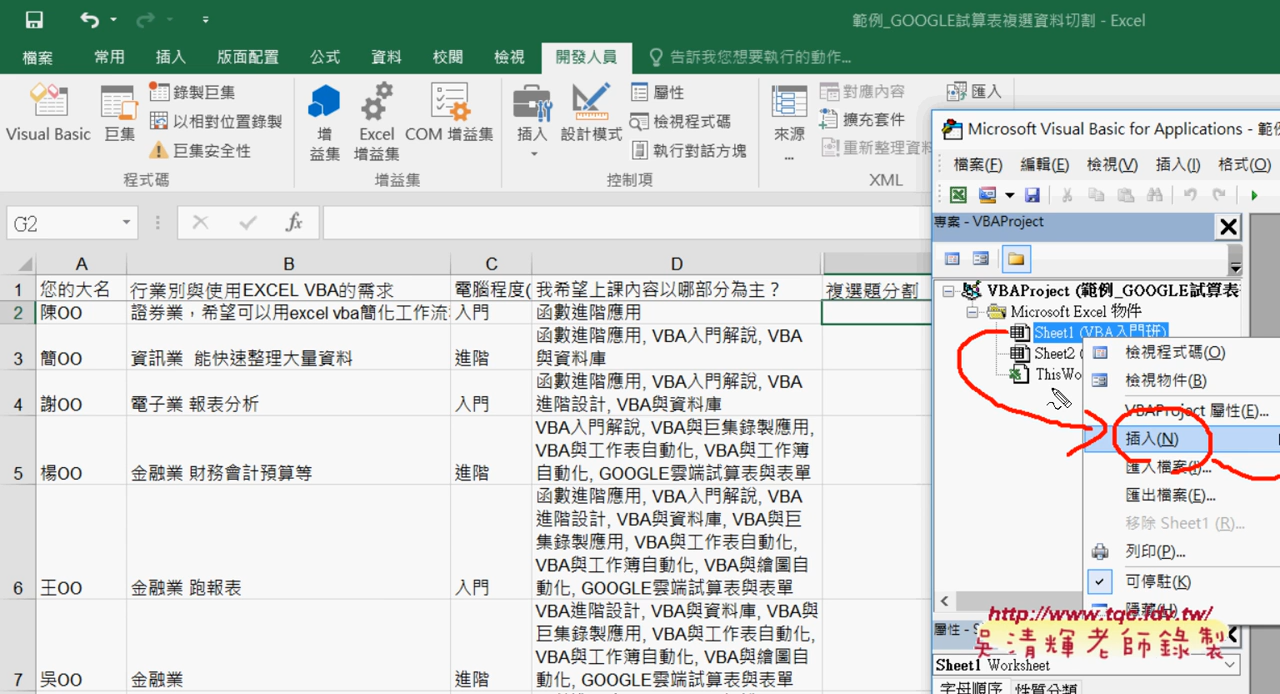 範例_GOOGLE試算表複選資料切割 - Excel
檔案 常用 插入 版面配置 公式 資料 校閱 檢視 開發人員 告訴我您想要執行的動作...
Visual Basic 巨集 錄製巨集 以相對位置錄製 巨集安全性
增益集 Excel 增益集 COM 增益集
插入 設計模式 屬性 檢視程式碼 執行對話方塊
來源... 對應內容 擴充套件 重新整理資料 匯入
程式碼 增益集 控制項 XML
G2 fx
A B C D
1 您的大名 行業別與使用EXCEL VBA的需求 電腦程度( 我希望上課內容以哪部分為主？ 複選題分割
2 陳OO 證券業，希望可以用excel vba簡化工作流 入門 函數進階應用
函數進階應用, VBA入門解說, VBA
3 簡OO 資訊業 能快速整理大量資料 進階 與資料庫
函數進階應用, VBA入門解說, VBA
4 謝OO 電子業 報表分析 入門 進階設計, VBA與資料庫
VBA入門解說, VBA與巨集錄製應用,
VBA與工作表自動化, VBA與工作簿
5 楊OO 金融業 財務會計預算等 進階 自動化, GOOGLE雲端試算表與表單
函數進階應用, VBA入門解說, VBA
進階設計, VBA與資料庫, VBA與巨
集錄製應用, VBA與工作表自動化,
VBA與工作簿自動化, VBA與繪圖自
6 王OO 金融業 跑報表 入門 動化, GOOGLE雲端試算表與表單
VBA進階設計, VBA與資料庫, VBA與
巨集錄製應用, VBA與工作表自動化,
VBA與工作簿自動化, VBA與繪圖自
7 吳OO 金融業 進階 動化, GOOGLE雲端試算表與表單
Microsoft Visual Basic for Applications - 範例
檔案(F) 編輯(E) 檢視(V) 插入(I) 格式(O)
專案 - VBAProject
VBAProject (範例_GOOGLE試算表
Microsoft Excel 物件
Sheet1 (VBA入門班)
Sheet2 (
ThisWo
檢視程式碼(O)
檢視物件(B)
VBAProject 屬性(E)...
插入(N)
匯入檔案(I)...
匯出檔案(E)...
移除 Sheet1 (R)...
列印(P)...
可停駐(K)
隱藏(H)
http://www.tqc.idv.tw/
吳清輝老師錄製
屬性 - S
Sheet1 Worksheet
字母順序 性質分類